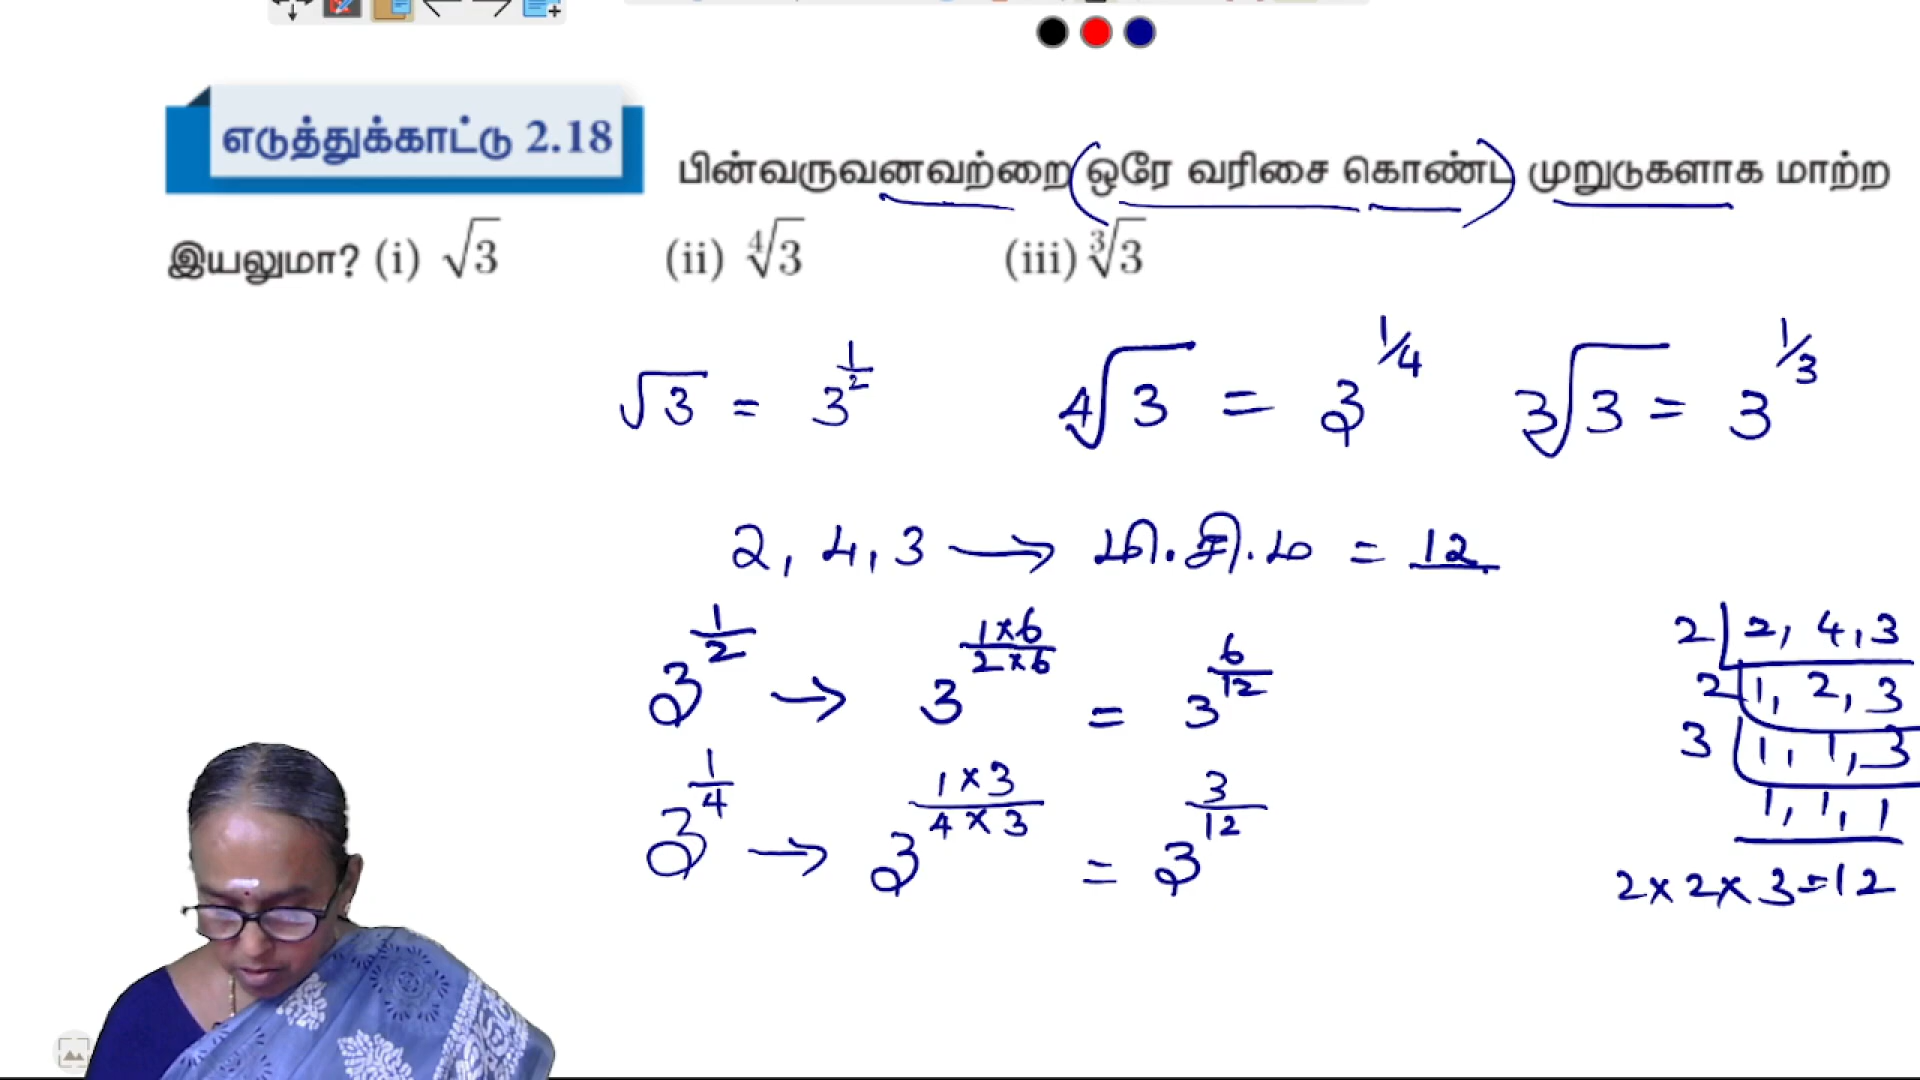 எடுத்துக்காட்டு 2.18
பின்வருவனவற்றை ஒரே வரிசை கொண்ட முறுடுகளாக மாற்ற
இயலுமா? (i) √3 (ii) ∜3 (iii) ∛3
√3 = 3^{1/2} ∜3 = 3^{1/4} ∛3 = 3^{1/3}
2, 4, 3 → மீ.சி.ம = 12
3^{1/2} → 3^{1×6/2×6} = 3^{6/12}
3^{1/4} → 3^{1×3/4×3} = 3^{3/12}
2 | 2, 4, 3
2 | 1, 2, 3
3 | 1, 1, 3
1, 1, 1
2 × 2 × 3 = 12